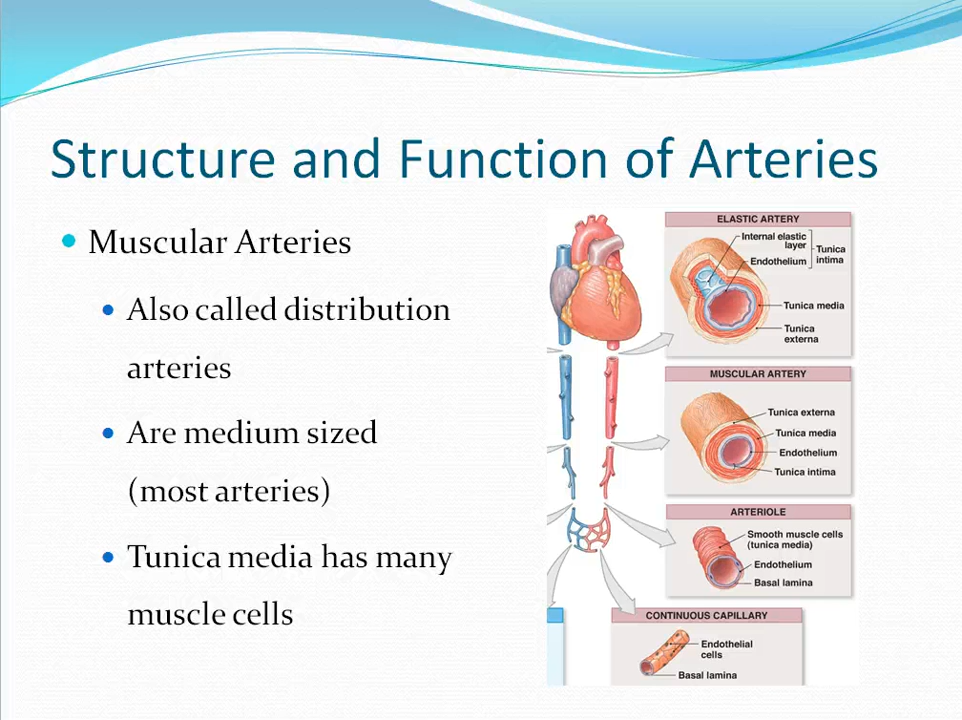 Structure and Function of Arteries
Muscular Arteries
Also called distribution
arteries
Are medium sized
(most arteries)
Tunica media has many
muscle cells
ELASTIC ARTERY
Internal elastic
layer
Endothelium
Tunica
intima
Tunica media
Tunica
externa
MUSCULAR ARTERY
Tunica externa
Tunica media
Endothelium
Tunica intima
ARTERIOLE
Smooth muscle cells
(tunica media)
Endothelium
Basal lamina
CONTINUOUS CAPILLARY
Endothelial
cells
Basal lamina